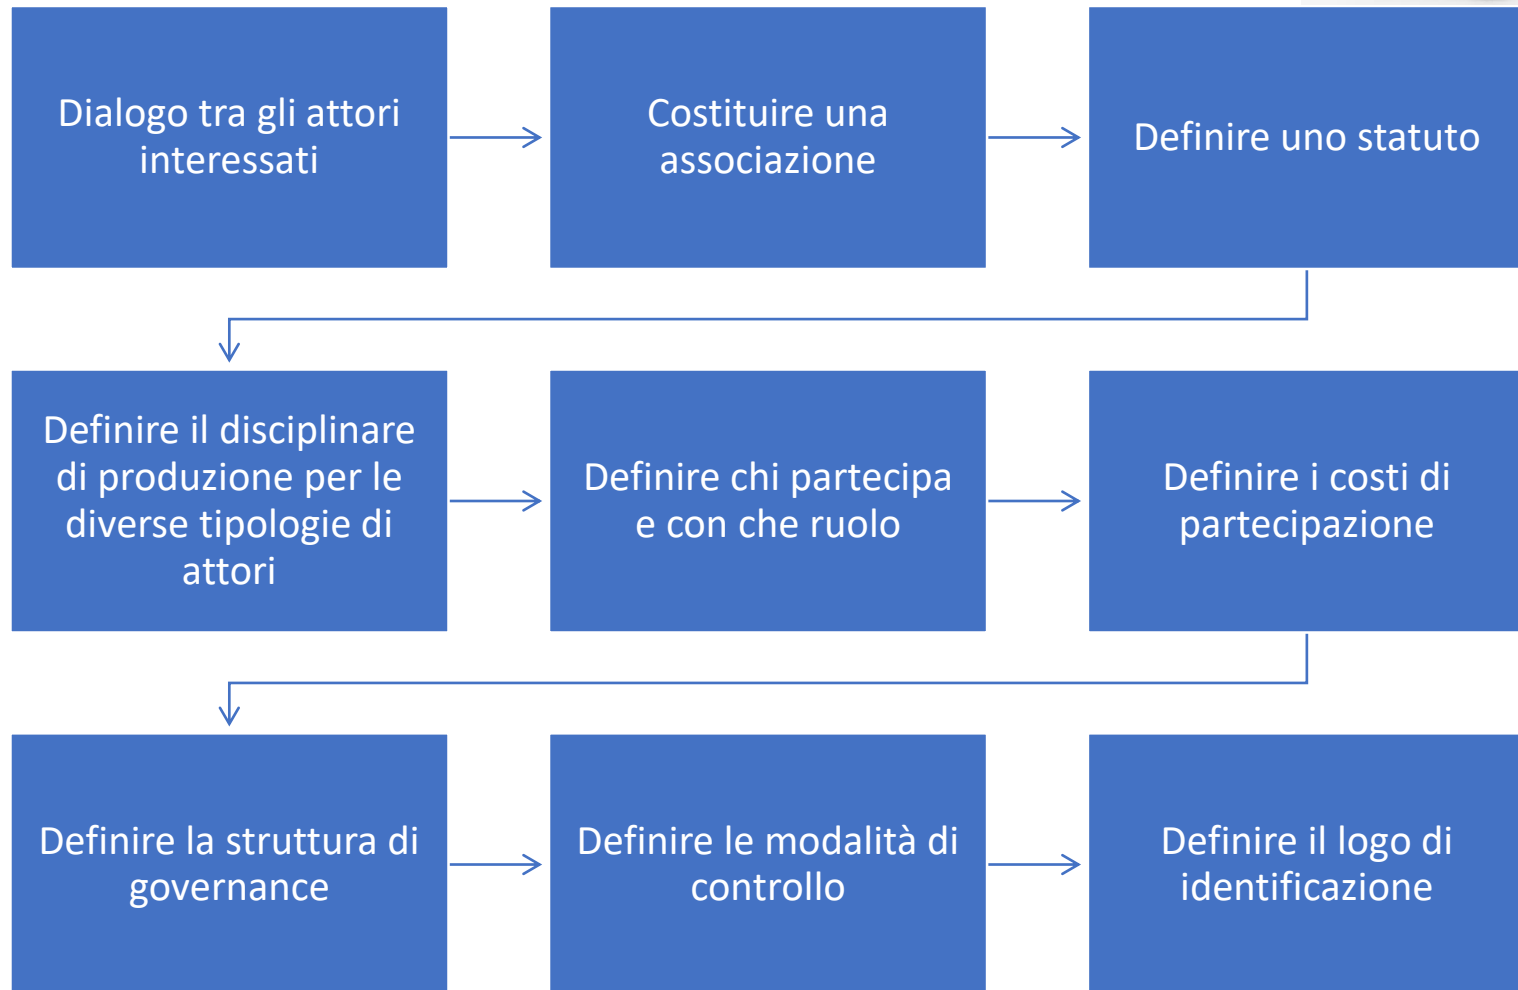 Dialogo tra gli attori
interessati
Costituire una
associazione
Definire uno statuto
Definire il disciplinare
di produzione per le
diverse tipologie di
attori
Definire chi partecipa
e con che ruolo
Definire i costi di
partecipazione
Definire la struttura di
governance
Definire le modalità di
controllo
Definire il logo di
identificazione